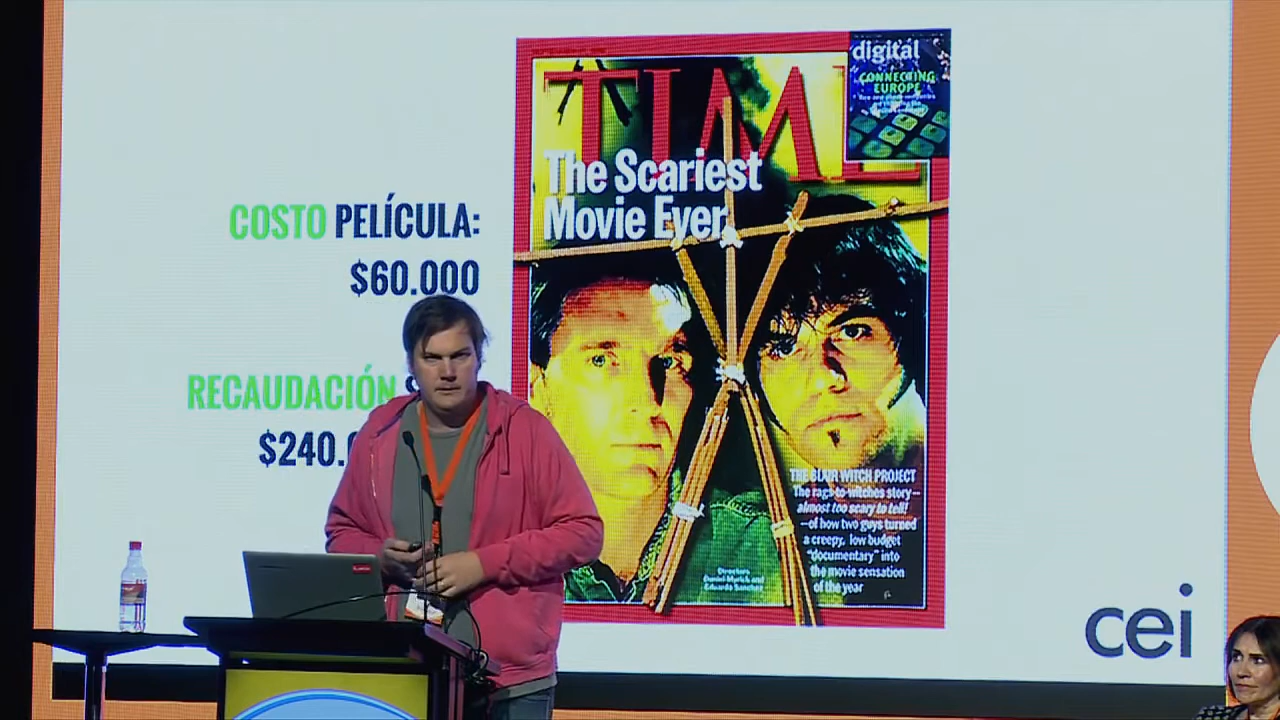 COSTO PELÍCULA:
$60.000
RECAUDACIÓN
$240.
TIME
digital
CONNECTING
EUROPE
The Scariest
Movie Ever
THE BLAIR WITCH PROJECT
The rags-to-witches story—
almost too scary to tell!
—of how two guys turned
a creepy, low budget
"documentary" into
the movie sensation
of the year
Directors
Daniel Myrick and
Eduardo Sanchez
cei